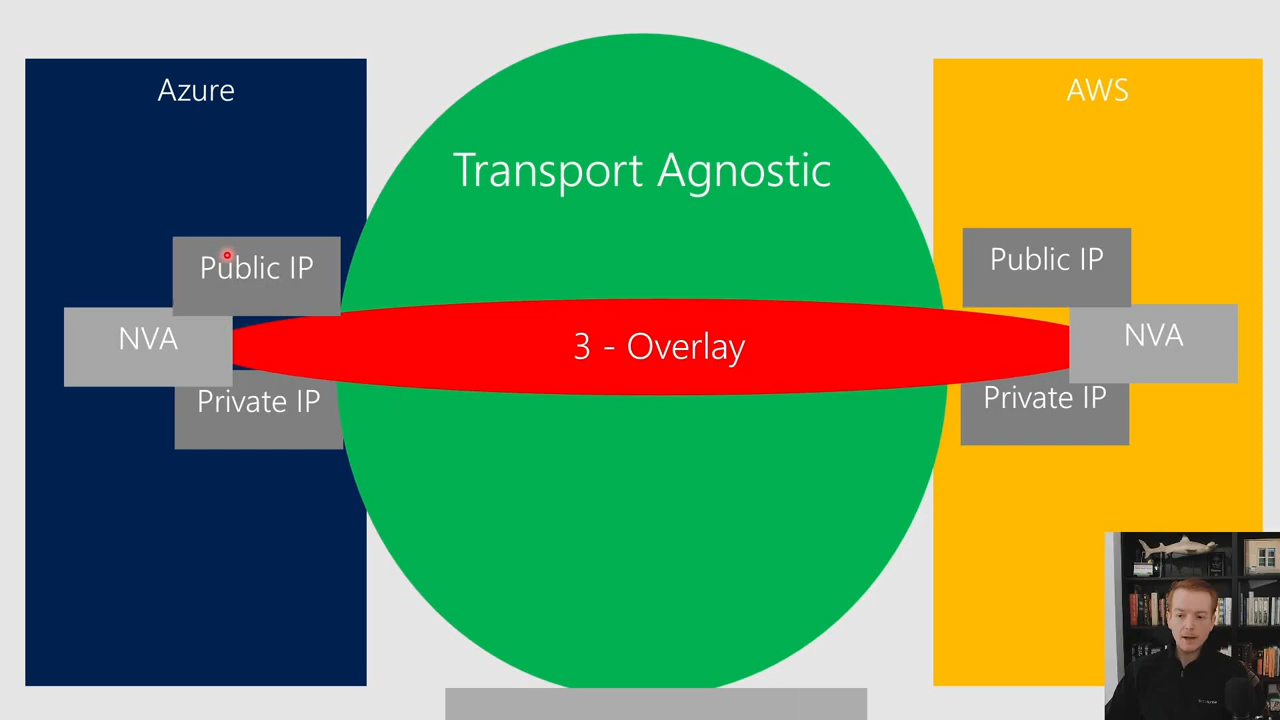 Azure
AWS
Transport Agnostic
Public IP
Public IP
NVA
3 - Overlay
NVA
Private IP
Private IP